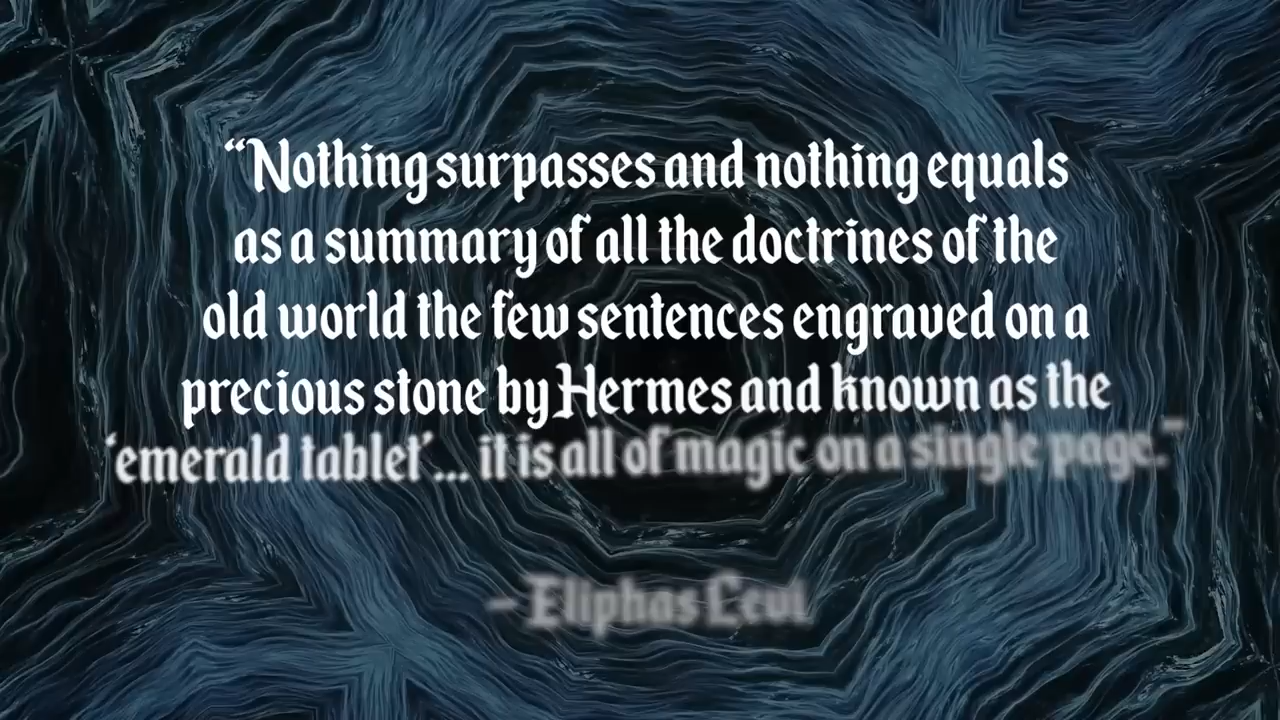 “Nothing surpasses and nothing equals
as a summary of all the doctrines of the
old world the few sentences engraved on a
precious stone by Hermes and known as the
‘emerald tablet’... it is all of magic on a single page.”
– Eliphas Levi